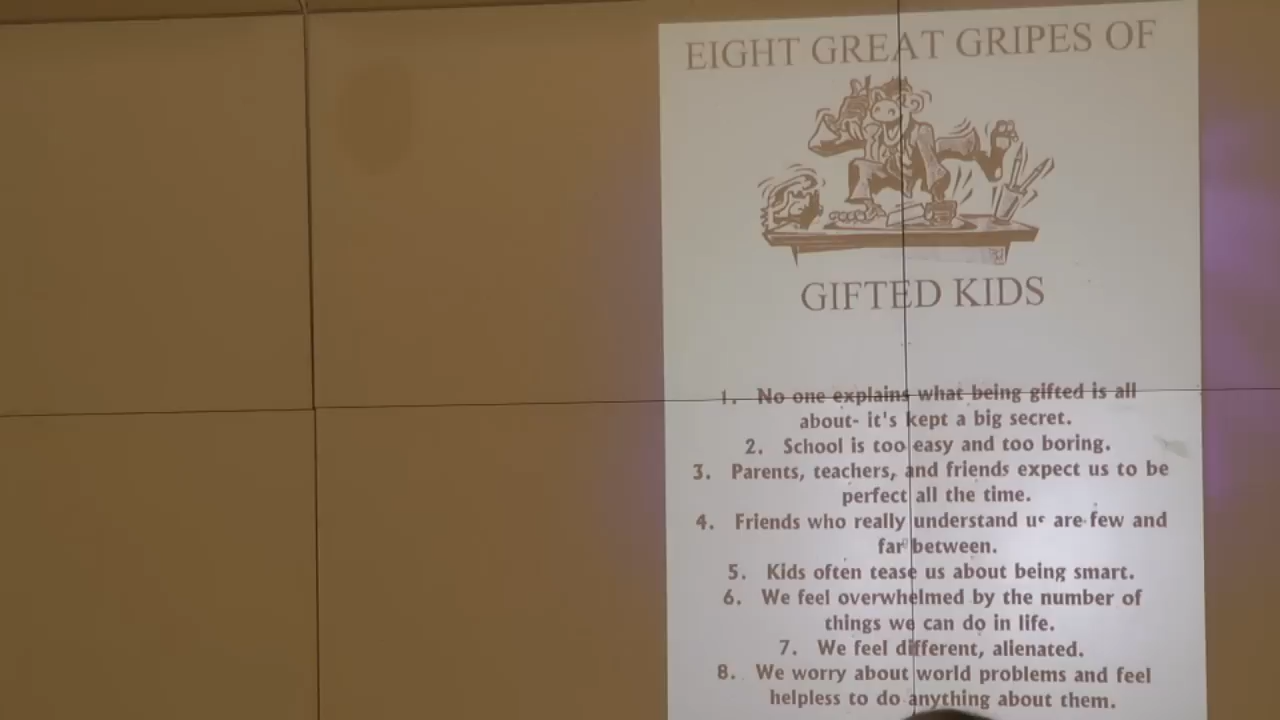 EIGHT GREAT GRIPES OF
GIFTED KIDS
1. No one explains what being gifted is all
about- it's kept a big secret.
2. School is too easy and too boring.
3. Parents, teachers, and friends expect us to be
perfect all the time.
4. Friends who really understand us are few and
far between.
5. Kids often tease us about being smart.
6. We feel overwhelmed by the number of
things we can do in life.
7. We feel different, alienated.
8. We worry about world problems and feel
helpless to do anything about them.